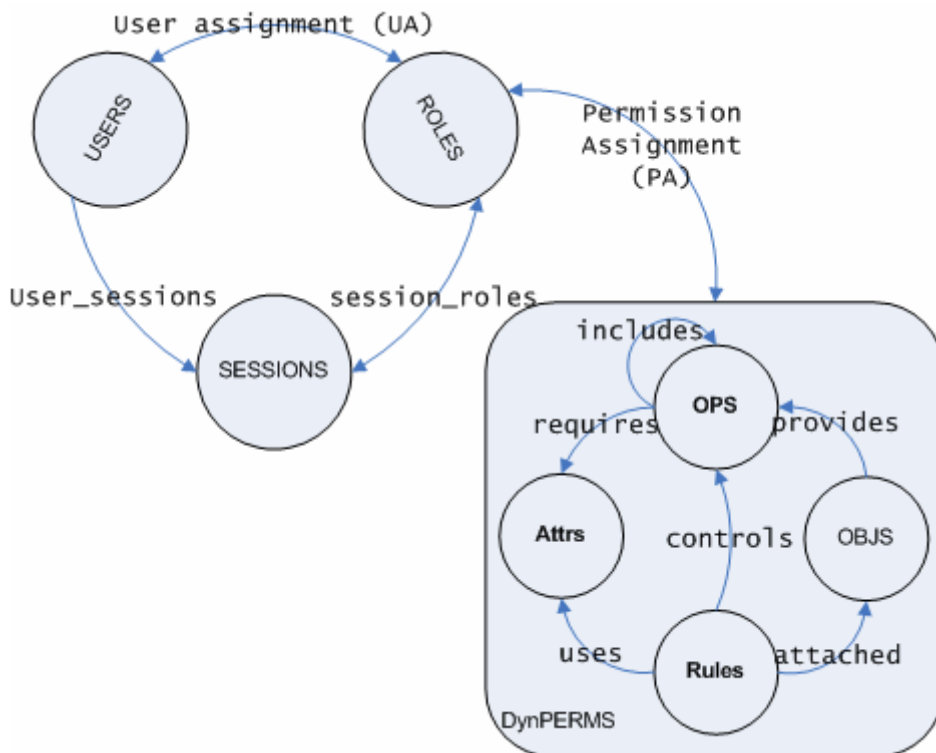 User assignment (UA)
USERS
ROLES
Permission
Assignment
(PA)
User_sessions
session_roles
SESSIONS
includes
OPS
requires
provides
Attrs
controls
OBJS
uses
Rules
attached
DynPERMS